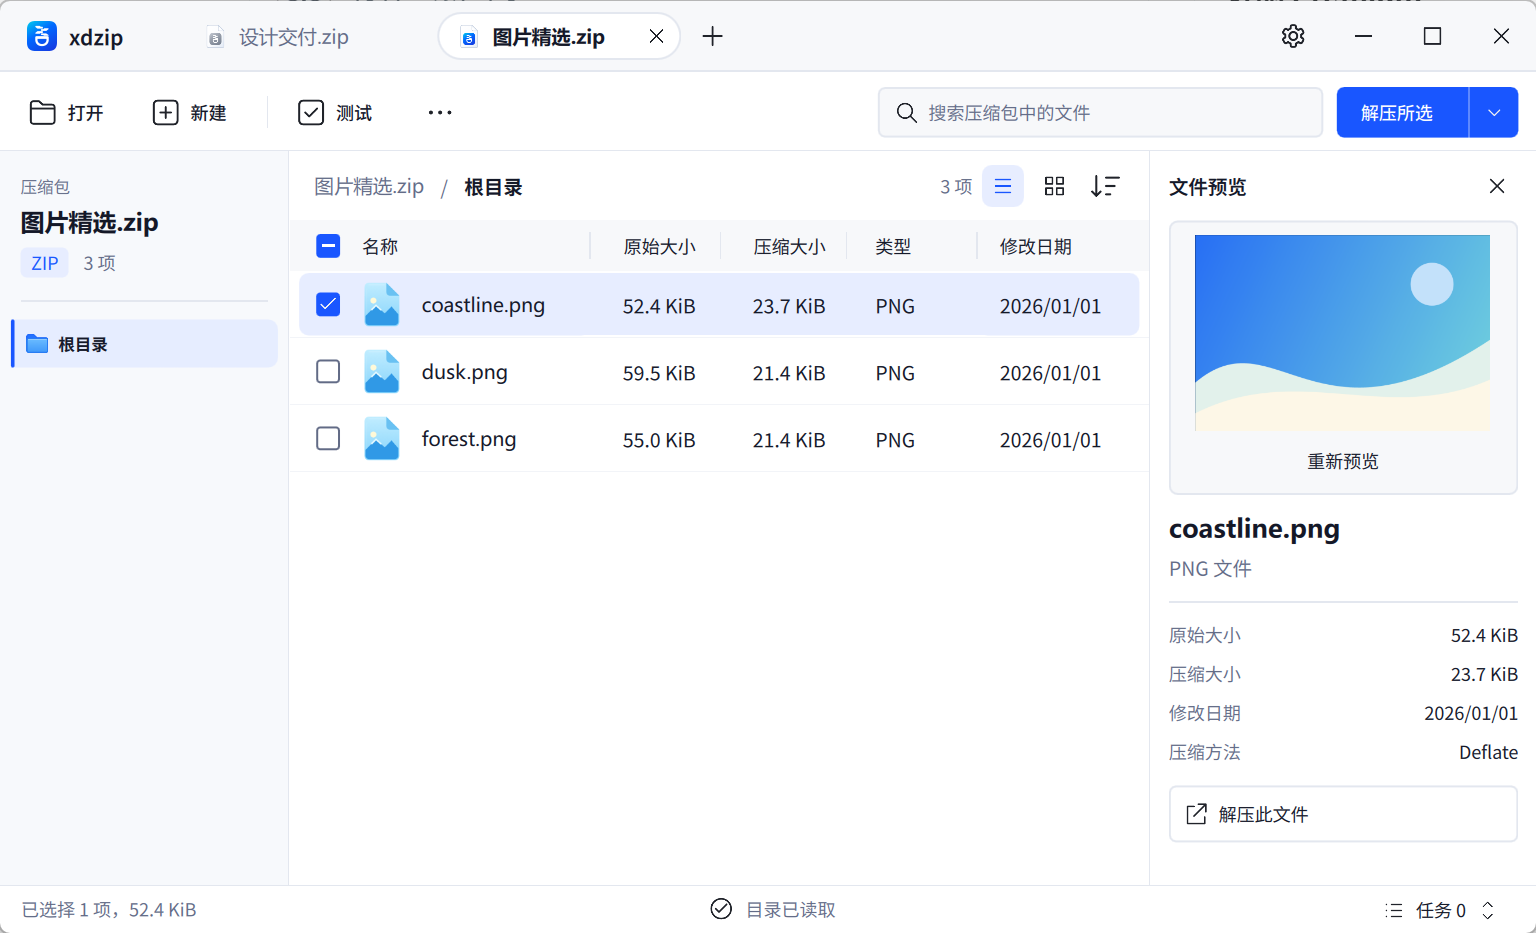 xdzip
设计交付.zip
图片精选.zip
打开
新建
测试
搜索压缩包中的文件
解压所选
压缩包
图片精选.zip
ZIP
3 项
根目录
图片精选.zip / 根目录
3 项
名称 原始大小 压缩大小 类型 修改日期
coastline.png 52.4 KiB 23.7 KiB PNG 2026/01/01
dusk.png 59.5 KiB 21.4 KiB PNG 2026/01/01
forest.png 55.0 KiB 21.4 KiB PNG 2026/01/01
文件预览
重新预览
coastline.png
PNG 文件
原始大小 52.4 KiB
压缩大小 23.7 KiB
修改日期 2026/01/01
压缩方法 Deflate
解压此文件
已选择 1 项，52.4 KiB
目录已读取
任务 0